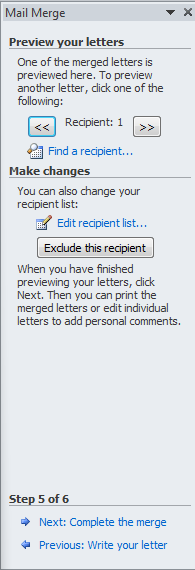 Mail Merge
Preview your letters
One of the merged letters is
previewed here. To preview
another letter, click one of the
following:
<< Recipient: 1 >>
Find a recipient...
Make changes
You can also change your
recipient list:
Edit recipient list...
Exclude this recipient
When you have finished
previewing your letters, click
Next. Then you can print the
merged letters or edit individual
letters to add personal comments.
Step 5 of 6
Next: Complete the merge
Previous: Write your letter